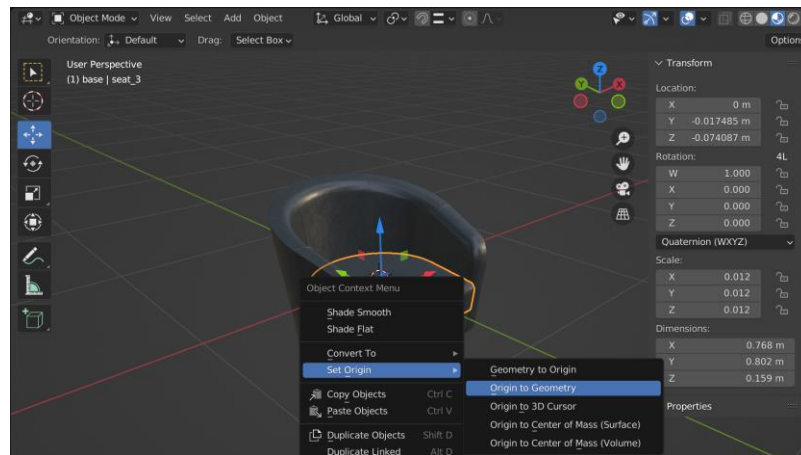 Object Mode View Select Add Object Global
Orientation: Default Drag: Select Box Options
User Perspective
(1) base | seat_3
Z
Y
X
Transform
Location:
X 0 m
Y -0.017485 m
Z -0.074087 m
Rotation: 4L
W 1.000
X 0.000
Y 0.000
Z 0.000
Quaternion (WXYZ)
Scale:
X 0.012
Y 0.012
Z 0.012
Dimensions:
X 0.768 m
Y 0.802 m
Z 0.159 m
Properties
Object Context Menu
Shade Smooth
Shade Flat
Convert To
Set Origin
Copy Objects Ctrl C
Paste Objects Ctrl V
Duplicate Objects Shift D
Duplicate Linked Alt D
Geometry to Origin
Origin to Geometry
Origin to 3D Cursor
Origin to Center of Mass (Surface)
Origin to Center of Mass (Volume)